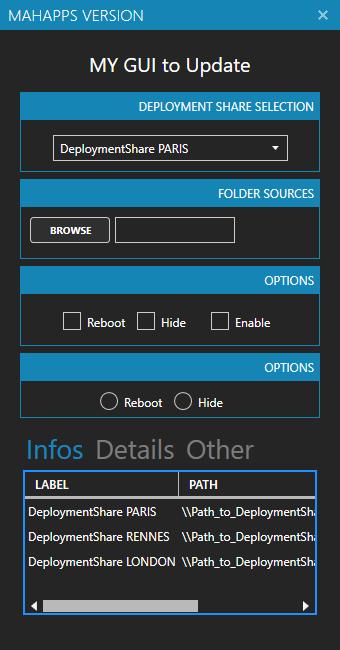 MAHAPPS VERSION
MY GUI to Update
DEPLOYMENT SHARE SELECTION
DeploymentShare PARIS
FOLDER SOURCES
BROWSE
OPTIONS
Reboot Hide Enable
OPTIONS
Reboot Hide
Infos Details Other
LABEL PATH
DeploymentShare PARIS \\Path_to_DeploymentSha
DeploymentShare RENNES \\Path_to_DeploymentSha
DeploymentShare LONDON \\Path_to_DeploymentSha